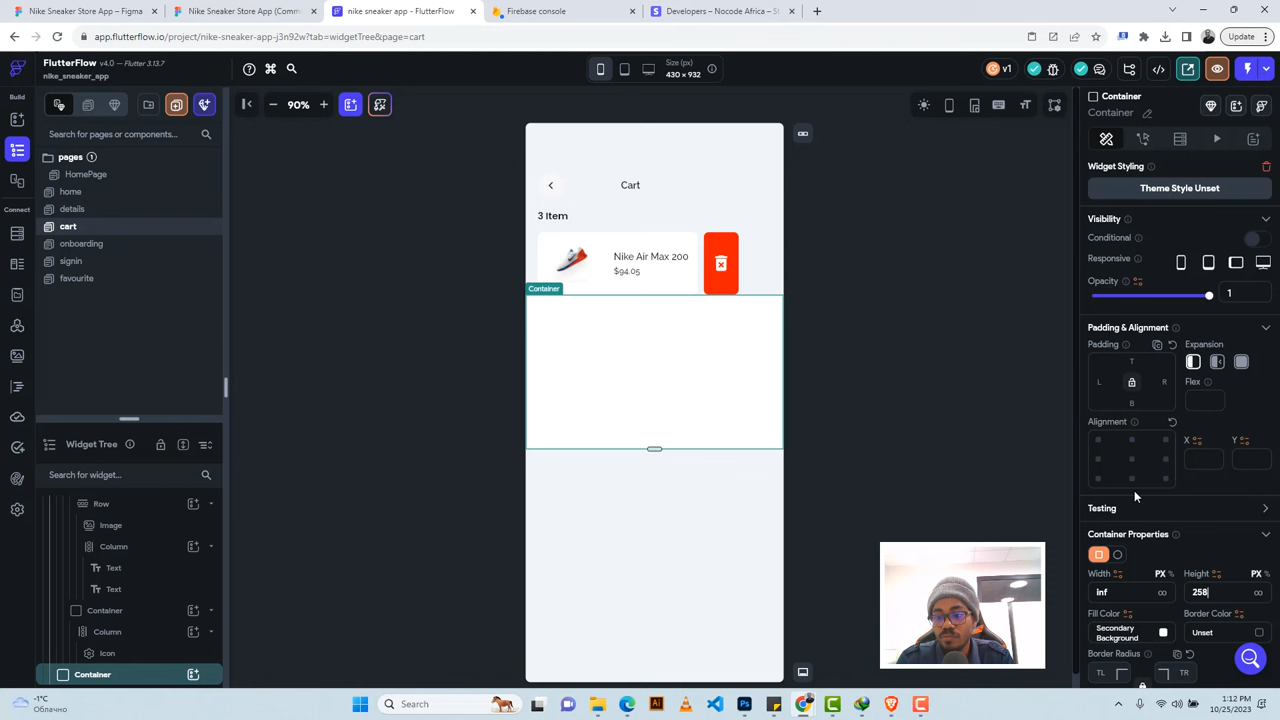 Nike Sneaker Store App – Figma
Nike Sneaker Store App (Comm
nike sneaker app - FlutterFlow
Firebase console
Developers – Nocode Africa – St
app.flutterflow.io/project/nike-sneaker-app-j3n92w?tab=widgetTree&page=cart
Update
FlutterFlow v4.0 – Flutter 3.13.7
nike_sneaker_app
Size (px)
430 × 932
v1
Build
90%
Container
Container
Search for pages or components...
pages 1
HomePage
home
details
cart
onboarding
signin
favourite
Connect
Widget Tree
Search for widget...
Row
Image
Column
Text
Text
Container
Column
Icon
Container
Cart
3 Item
Nike Air Max 200
$94.05
Container
Widget Styling
Theme Style Unset
Visibility
Conditional
Responsive
Opacity
1
Padding & Alignment
Padding
Expansion
T
L
R
B
Flex
Alignment
X
Y
Testing
Container Properties
Width
PX %
Height
PX %
inf
258
Fill Color
Border Color
Secondary
Background
Unset
Border Radius
TL
TR
-1°C
Облачно
Search
1:12 PM
10/25/2023